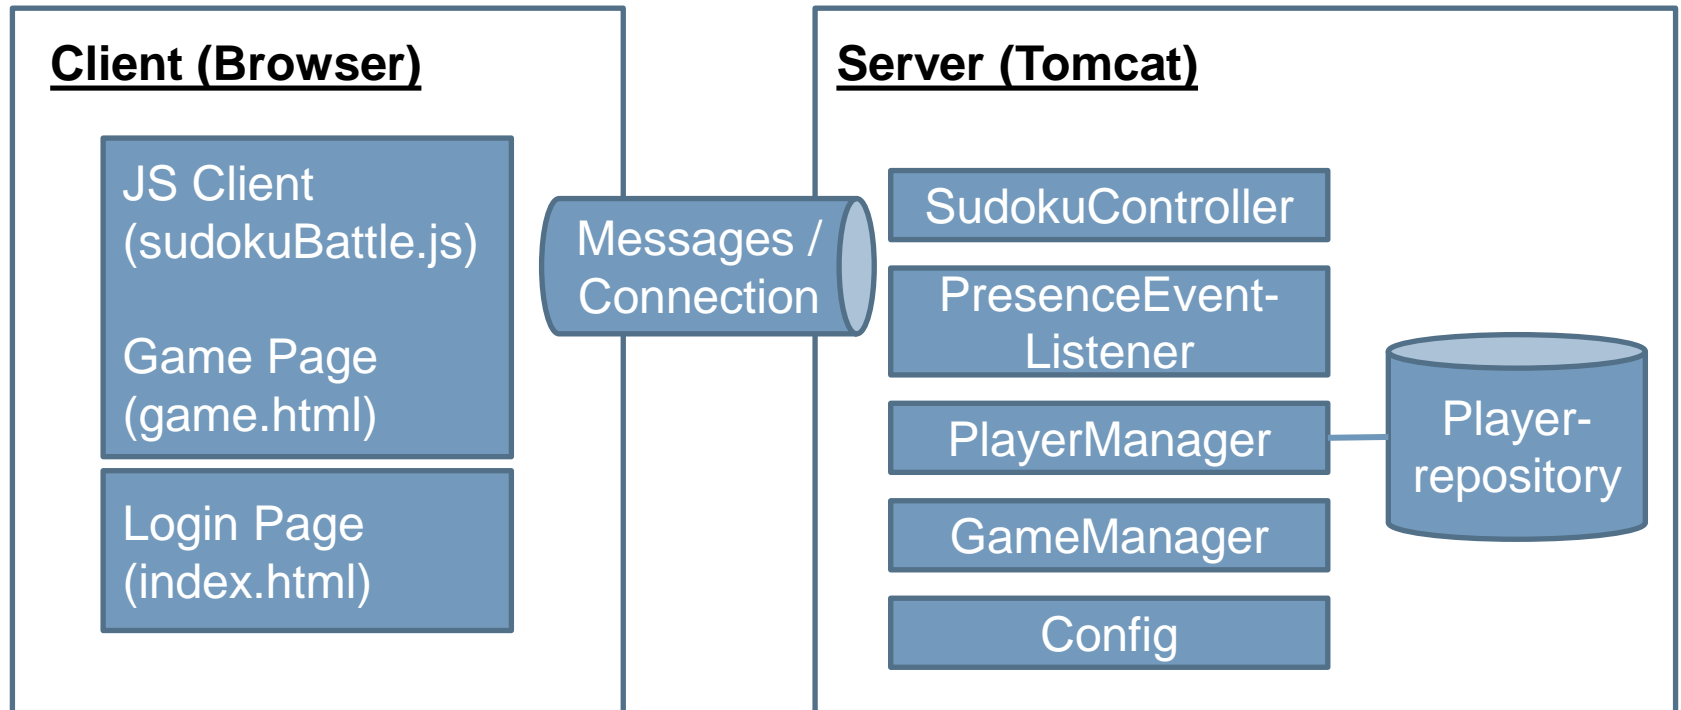 Client (Browser)
JS Client
(sudokuBattle.js)
Game Page
(game.html)
Login Page
(index.html)
Messages /
Connection
Server (Tomcat)
SudokuController
PresenceEvent-
Listener
PlayerManager
GameManager
Config
Player-
repository